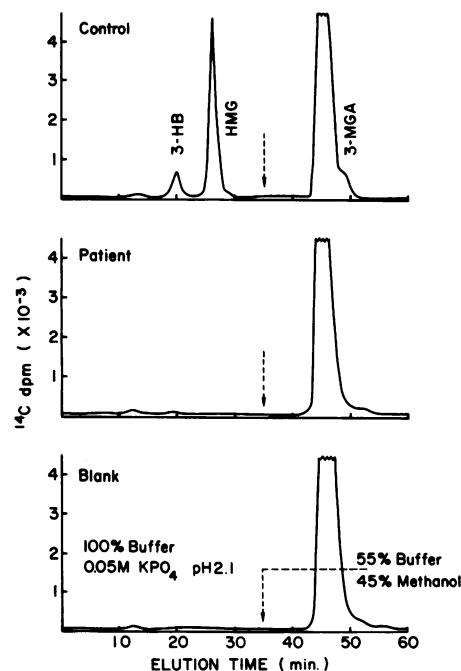 Control
4
3
2
1
3-HB
HMG
3-MGA
Patient
4
3
2
1
¹⁴C dpm ( X 10⁻³ )
Blank
4
3
2
1
100% Buffer
0.05M KPO₄ pH2.1
55% Buffer
45% Methanol
10 20 30 40 50 60
ELUTION TIME (min.)